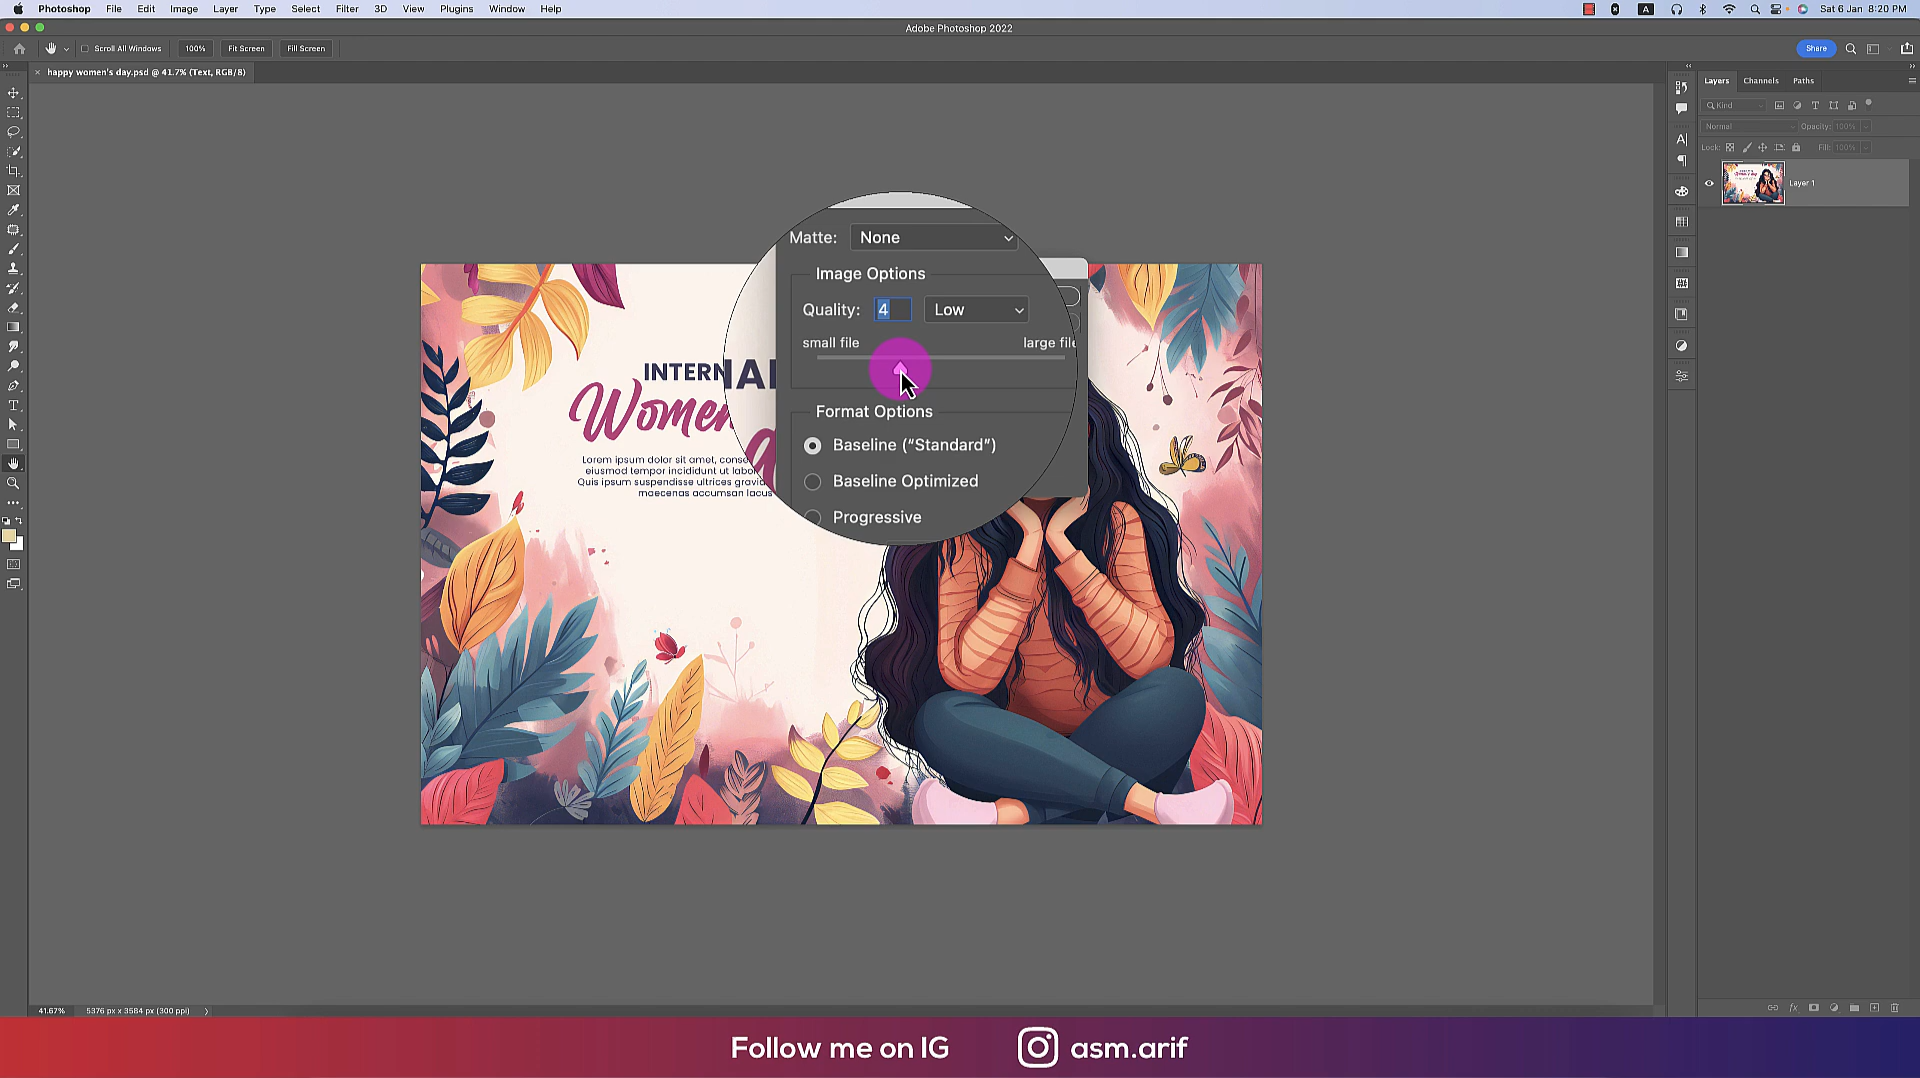 Photoshop File Edit Image Layer Type Select Filter 3D View Plugins Window Help
A Sat 6 Jan 8:20 PM
Adobe Photoshop 2022
Scroll All Windows 100% Fit Screen Fill Screen
Share
× happy women's day.psd @ 41.7% (Text, RGB/8)
Layers Channels Paths
Kind
Normal Opacity: 100%
Lock: Fill: 100%
Layer 1
Matte: None
Image Options
Quality: 4 Low
small file large file
Format Options
Baseline ("Standard")
Baseline Optimized
Progressive
INTERN
Women
Lorem ipsum dolor sit amet, conse
eiusmod tempor incididunt ut labor
Quis ipsum suspendisse ultrices gravid
maecenas accumsan lacus
41.67% 5376 px x 3584 px (300 ppi)
Follow me on IG asm.arif